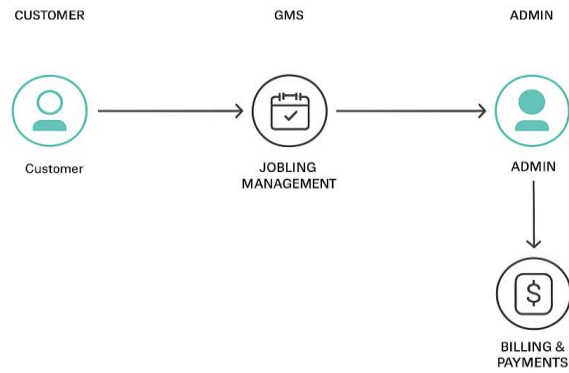 CUSTOMER
GMS
ADMIN
Customer
JOBLING
MANAGEMENT
ADMIN
$
BILLING &
PAYMENTS